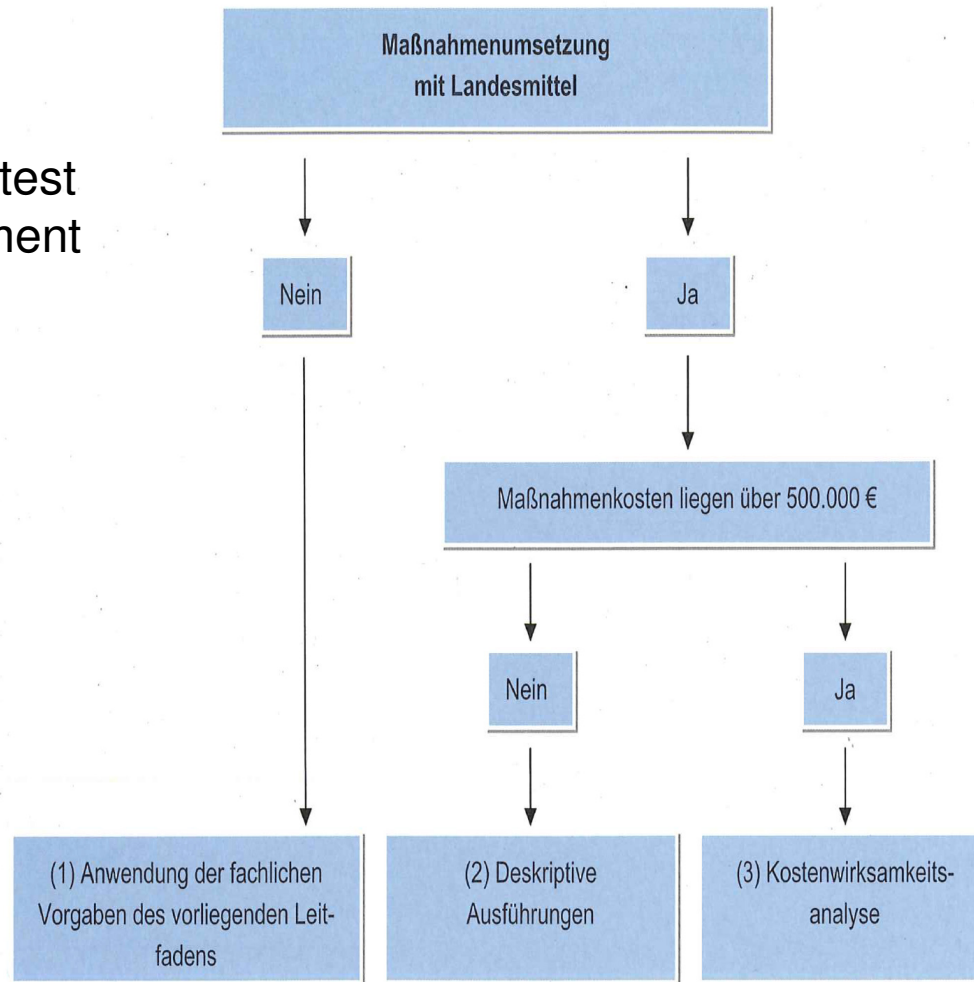 Maßnahmenumsetzung
mit Landesmittel
test
nent
Nein
Ja
Maßnahmenkosten liegen über 500.000 €
Nein
Ja
(1) Anwendung der fachlichen
Vorgaben des vorliegenden Leit-
fadens
(2) Deskriptive
Ausführungen
(3) Kostenwirksamkeits-
analyse